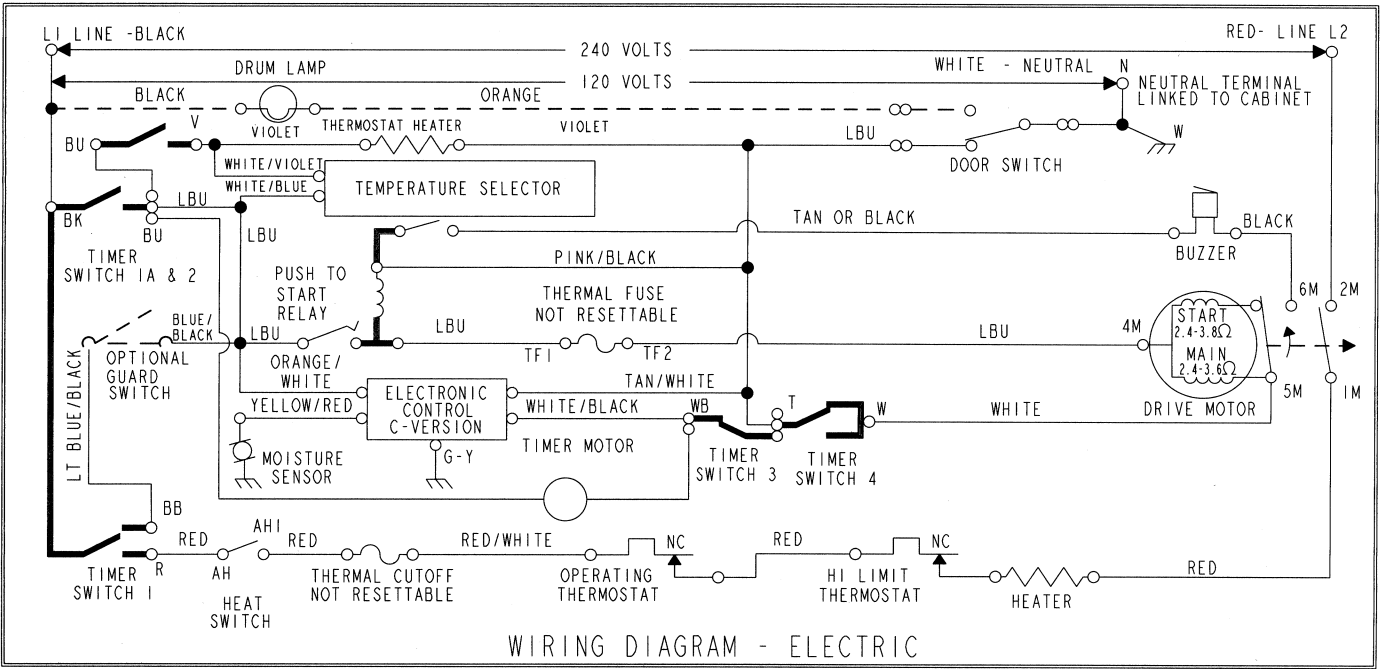 L1 LINE -BLACK
RED- LINE L2
240 VOLTS
DRUM LAMP
120 VOLTS
WHITE - NEUTRAL
N
NEUTRAL TERMINAL
LINKED TO CABINET
BLACK
ORANGE
V
VIOLET
THERMOSTAT HEATER
VIOLET
LBU
W
BU
DOOR SWITCH
WHITE/VIOLET
WHITE/BLUE
TEMPERATURE SELECTOR
LBU
BK
BU
LBU
TAN OR BLACK
BLACK
BUZZER
TIMER
SWITCH 1A & 2
PINK/BLACK
PUSH TO
START
RELAY
THERMAL FUSE
NOT RESETTABLE
6M
2M
BLUE/
BLACK
LBU
LBU
LBU
4M
START
2.4-3.8Ω
MAIN
2.4-3.6Ω
OPTIONAL
GUARD
SWITCH
ORANGE/
WHITE
TF1
TF2
TAN/WHITE
5M
1M
LT BLUE/BLACK
YELLOW/RED
ELECTRONIC
CONTROL
C-VERSION
WHITE/BLACK
WB
T
W
WHITE
DRIVE MOTOR
MOISTURE
SENSOR
G-Y
TIMER MOTOR
TIMER
SWITCH 3
TIMER
SWITCH 4
BB
RED
AH1
RED
RED/WHITE
NC
RED
NC
RED
R
AH
TIMER
SWITCH 1
HEAT
SWITCH
THERMAL CUTOFF
NOT RESETTABLE
OPERATING
THERMOSTAT
HI LIMIT
THERMOSTAT
HEATER
WIRING DIAGRAM - ELECTRIC